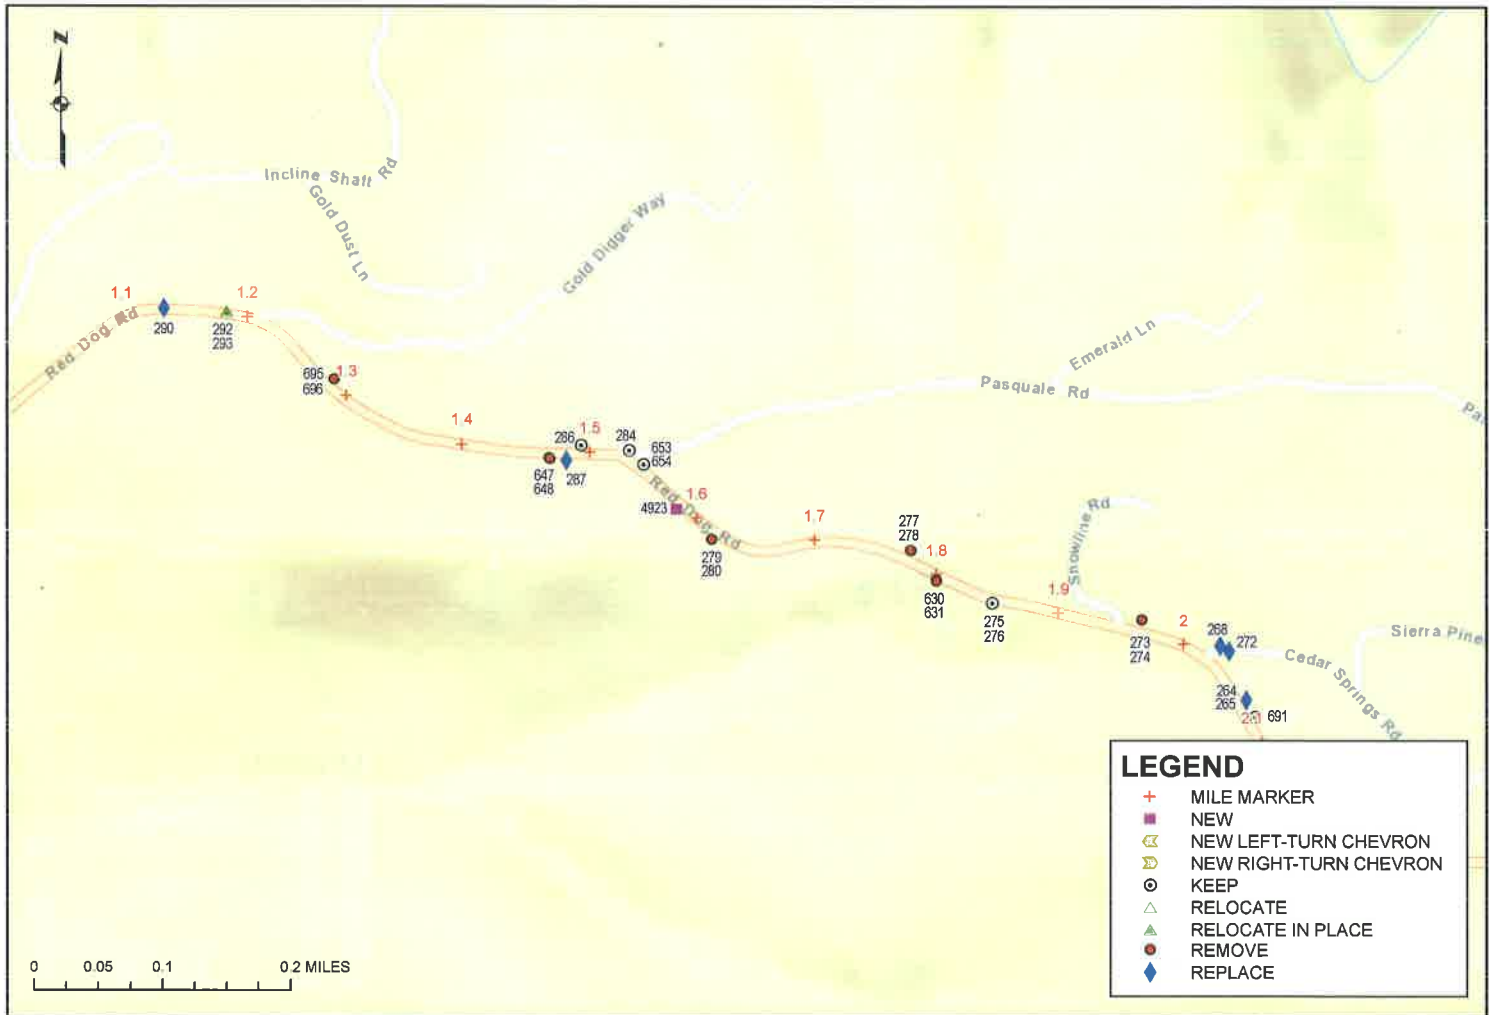 N
Incline Shaft Rd
Gold Dust Ln
Gold Digger Way
1.1
1.2
290
292
293
Red Dog Rd
695
696
1.3
Emerald Ln
Pasquale Rd
1.4
286
1.5
284
653
654
647
648
287
Red Dog Rd
1.6
4923
279
280
1.7
277
278
1.8
630
631
275
276
Snowline Rd
1.9
273
274
2
268
272
Sierra Pine
Cedar Springs Rd
264
265
2.1
691
LEGEND
MILE MARKER
NEW
NEW LEFT-TURN CHEVRON
NEW RIGHT-TURN CHEVRON
KEEP
RELOCATE
RELOCATE IN PLACE
REMOVE
REPLACE
0 0.05 0.1 0.2 MILES